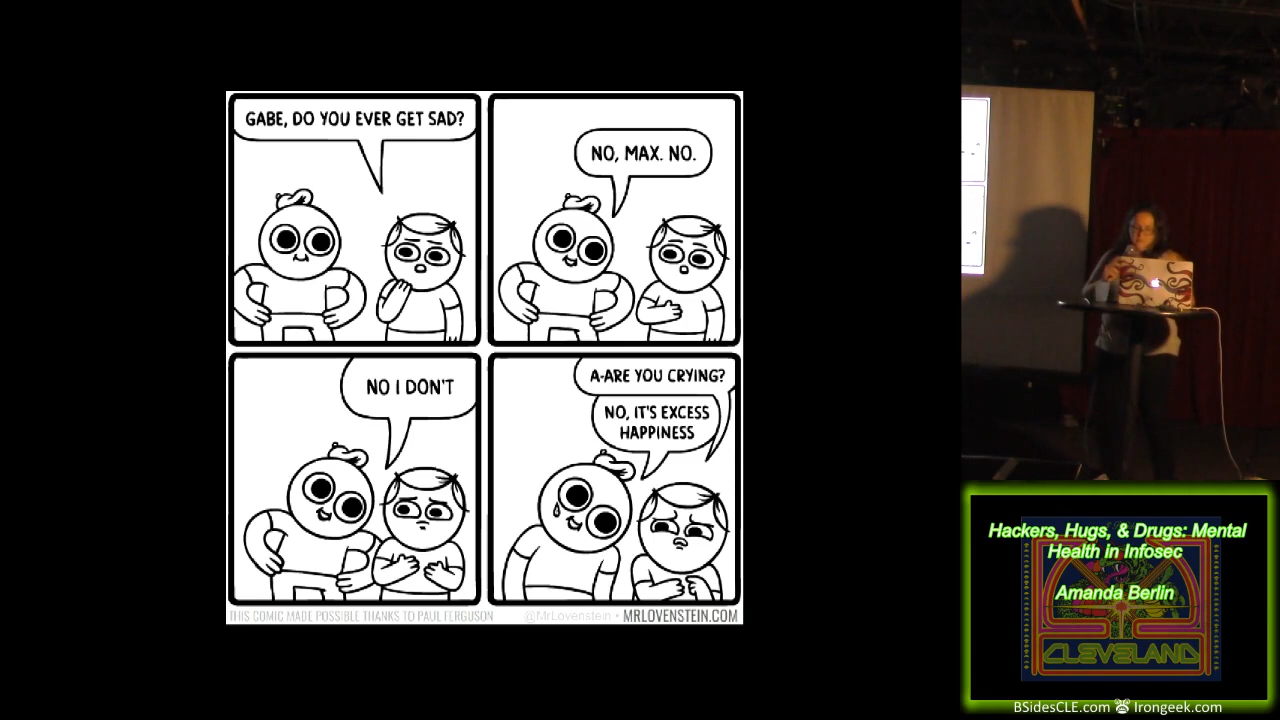 GABE, DO YOU EVER GET SAD?
NO, MAX. NO.
NO I DON'T
A-ARE YOU CRYING?
NO, IT'S EXCESS
HAPPINESS
THIS COMIC MADE POSSIBLE THANKS TO PAUL FERGUSON
@MrLovenstein • MRLOVENSTEIN.COM
Hackers, Hugs, & Drugs: Mental
Health in Infosec
Amanda Berlin
CLEVELAND
BSidesCLE.com Irongeek.com